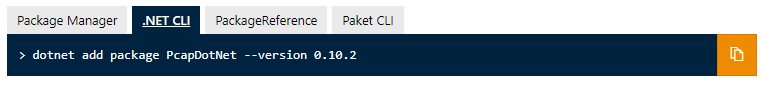 Package Manager .NET CLI PackageReference Paket CLI
> dotnet add package PcapDotNet --version 0.10.2